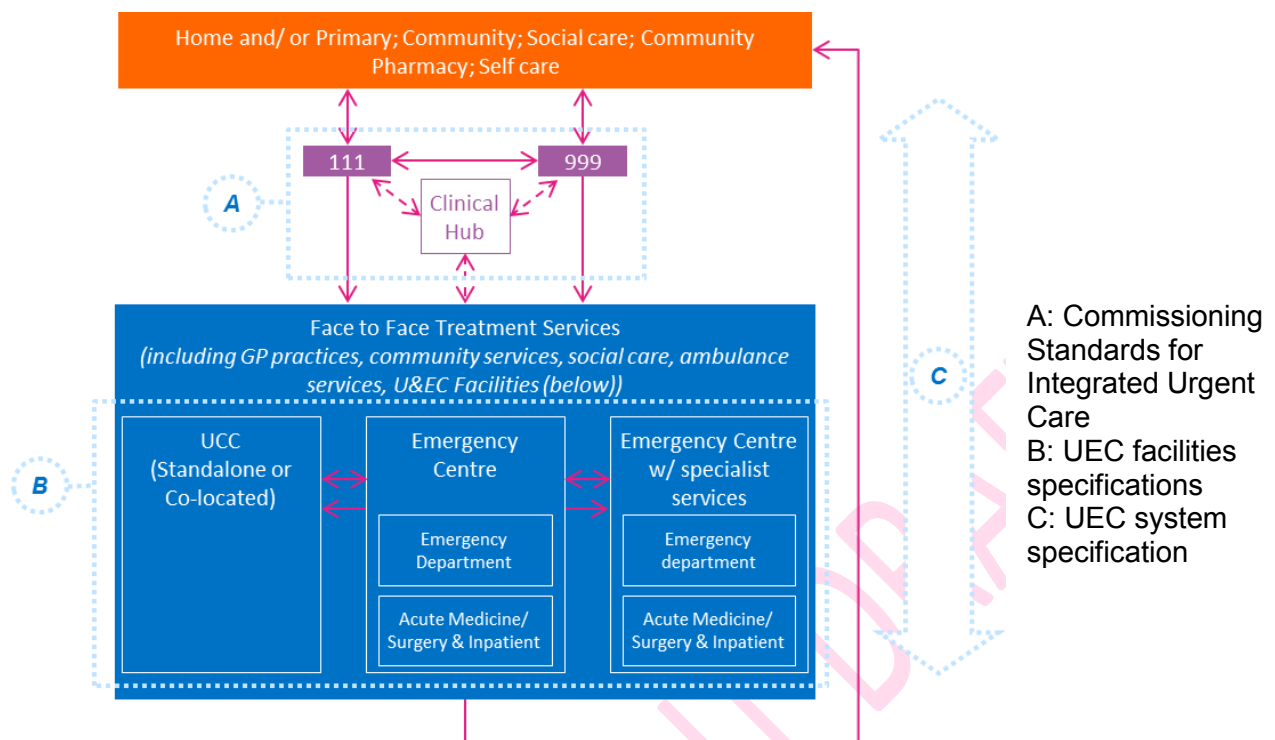 Home and/ or Primary; Community; Social care; Community
Pharmacy; Self care
111
999
A
Clinical
Hub
Face to Face Treatment Services
(including GP practices, community services, social care, ambulance
services, U&EC Facilities (below))
C
A: Commissioning
Standards for
Integrated Urgent
Care
B: UEC facilities
specifications
C: UEC system
specification
B
UCC
(Standalone or
Co-located)
Emergency
Centre
Emergency
Department
Acute Medicine/
Surgery & Inpatient
Emergency Centre
w/ specialist
services
Emergency
department
Acute Medicine/
Surgery & Inpatient